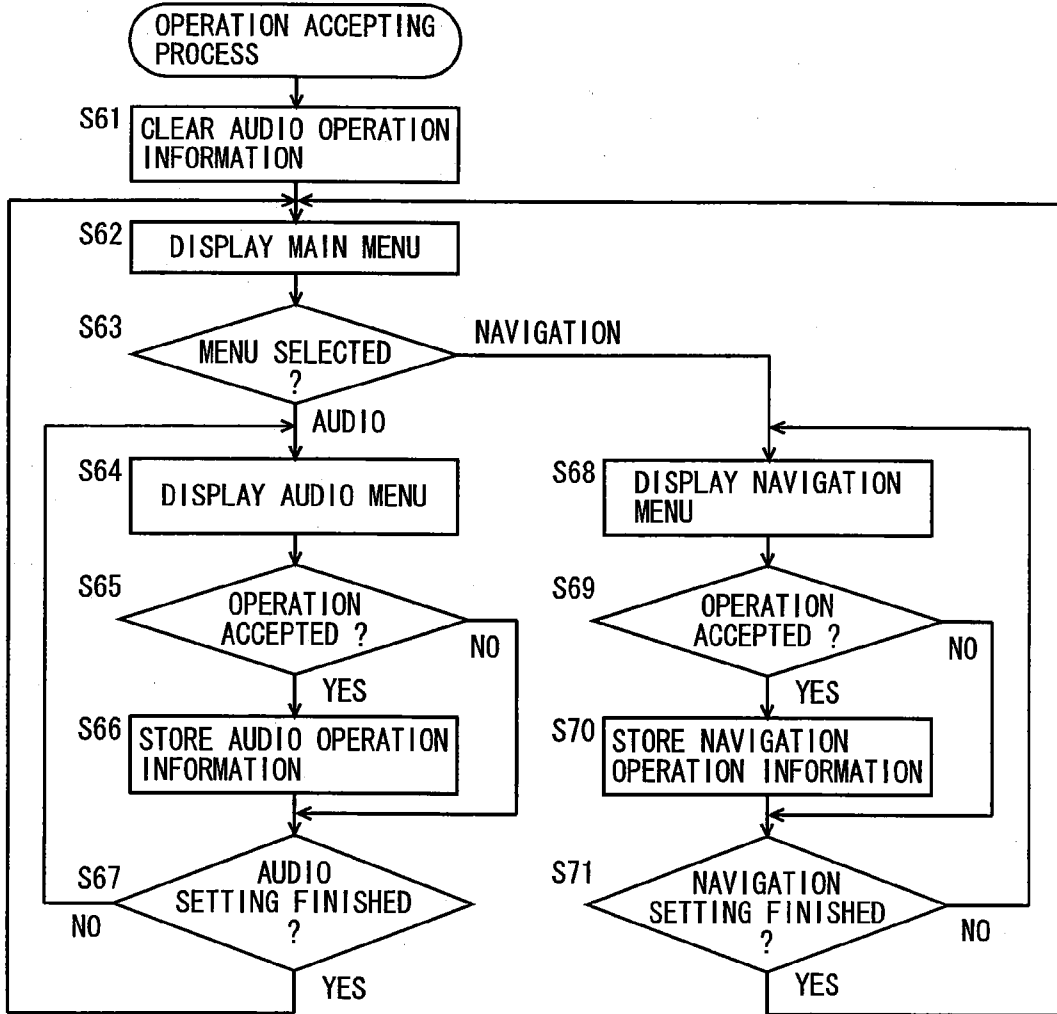 OPERATION ACCEPTING
PROCESS
S61
CLEAR AUDIO OPERATION
INFORMATION
S62
DISPLAY MAIN MENU
S63
MENU SELECTED
?
NAVIGATION
AUDIO
S64
DISPLAY AUDIO MENU
S65
OPERATION
ACCEPTED ?
NO
YES
S66
STORE AUDIO OPERATION
INFORMATION
S67
AUDIO
SETTING FINISHED
?
NO
YES
S68
DISPLAY NAVIGATION
MENU
S69
OPERATION
ACCEPTED ?
NO
YES
S70
STORE NAVIGATION
OPERATION INFORMATION
S71
NAVIGATION
SETTING FINISHED
?
NO
YES